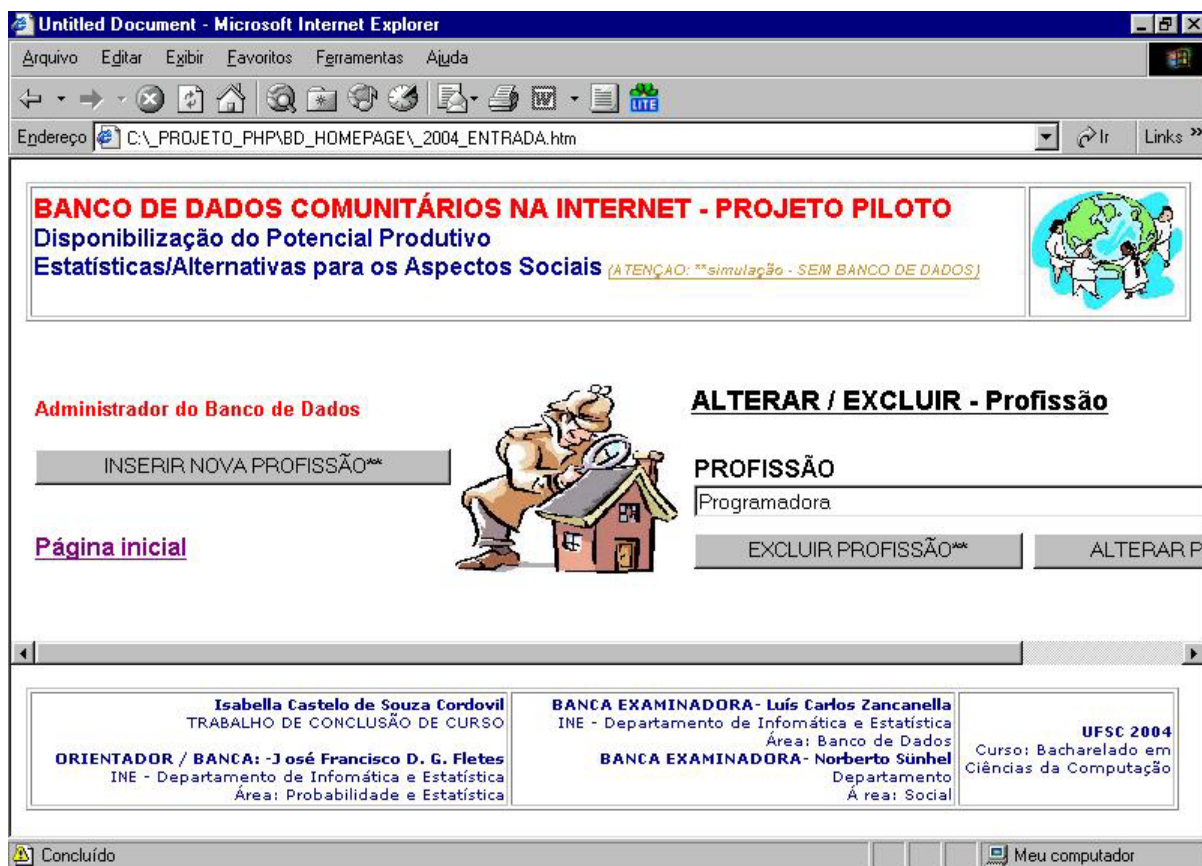 Untitled Document - Microsoft Internet Explorer
Arquivo Editar Exibir Favoritos Ferramentas Ajuda
LITE
Endereço C:\_PROJETO_PHP\BD_HOMEPAGE\_2004_ENTRADA.htm Ir Links »
BANCO DE DADOS COMUNITÁRIOS NA INTERNET - PROJETO PILOTO
Disponibilização do Potencial Produtivo
Estatísticas/Alternativas para os Aspectos Sociais (ATENÇAO: **simulação - SEM BANCO DE DADOS)
Administrador do Banco de Dados
INSERIR NOVA PROFISSÃO**
Página inicial
ALTERAR / EXCLUIR - Profissão
PROFISSÃO
Programadora
EXCLUIR PROFISSÃO** ALTERAR P
Isabella Castelo de Souza Cordovil
TRABALHO DE CONCLUSÃO DE CURSO
ORIENTADOR / BANCA: -José Francisco D. G. Fletes
INE - Departamento de Infomática e Estatística
Área: Probabilidade e Estatística
BANCA EXAMINADORA- Luís Carlos Zancanella
INE - Departamento de Infomática e Estatística
Área: Banco de Dados
BANCA EXAMINADORA- Norberto Sünhel
Departamento
Á rea: Social
UFSC 2004
Curso: Bacharelado em
Ciências da Computação
Concluído Meu computador